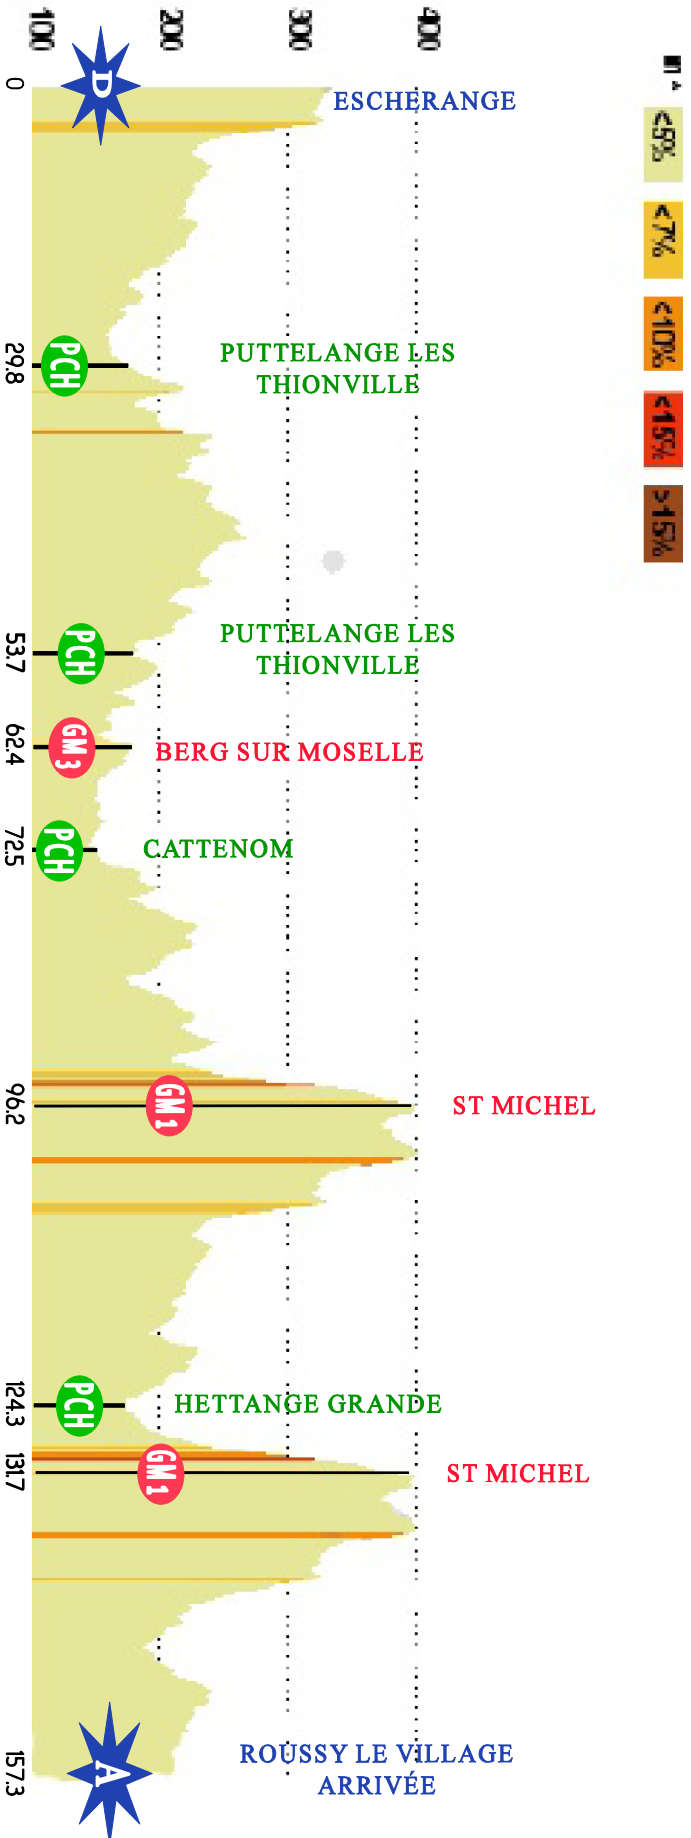 100
200
300
400
m
<5%
<7%
<10%
<15%
>15%
0
D
ESCHERANGE
29.8
PCH
PUTTELANGE LES
THIONVILLE
53.7
PCH
PUTTELANGE LES
THIONVILLE
62.4
GM 3
BERG SUR MOSELLE
72.5
PCH
CATTENOM
96.2
GM 1
ST MICHEL
124.3
PCH
HETTANGE GRANDE
131.7
GM 1
ST MICHEL
157.3
A
ROUSSY LE VILLAGE
ARRIVÉE